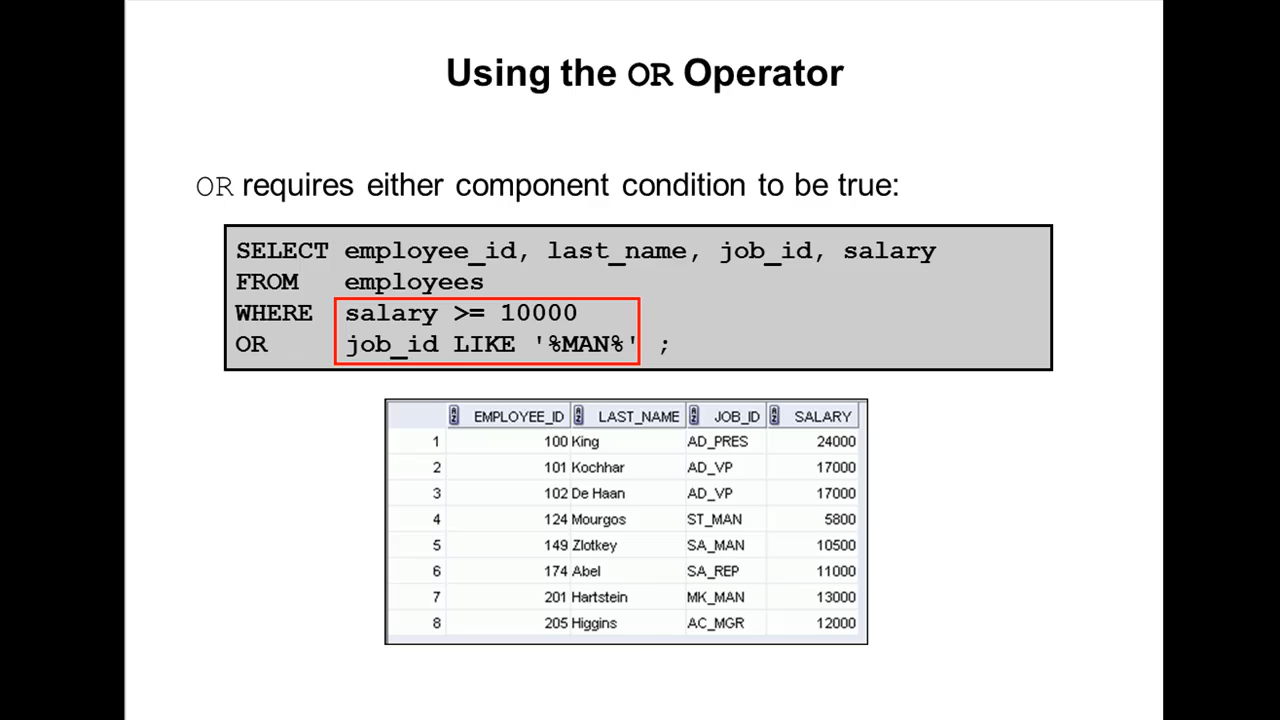 Using the OR Operator
OR requires either component condition to be true:
SELECT employee_id, last_name, job_id, salary
FROM employees
WHERE salary >= 10000
OR job_id LIKE '%MAN%' ;
EMPLOYEE_ID LAST_NAME JOB_ID SALARY
1 100 King AD_PRES 24000
2 101 Kochhar AD_VP 17000
3 102 De Haan AD_VP 17000
4 124 Mourgos ST_MAN 5800
5 149 Zlotkey SA_MAN 10500
6 174 Abel SA_REP 11000
7 201 Hartstein MK_MAN 13000
8 205 Higgins AC_MGR 12000